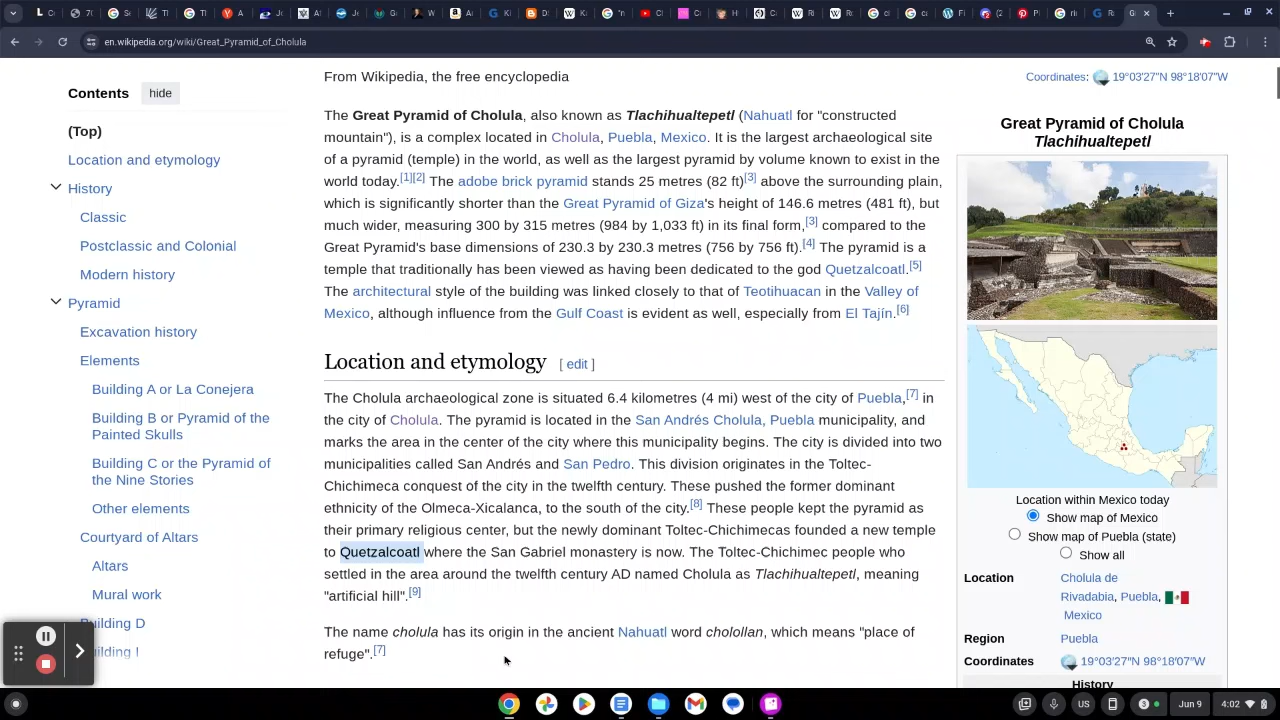 en.wikipedia.org/wiki/Great_Pyramid_of_Cholula
Contents hide
(Top)
Location and etymology
History
Classic
Postclassic and Colonial
Modern history
Pyramid
Excavation history
Elements
Building A or La Conejera
Building B or Pyramid of the
Painted Skulls
Building C or the Pyramid of
the Nine Stories
Other elements
Courtyard of Altars
Altars
Mural work
Building D
From Wikipedia, the free encyclopedia
Coordinates: 19°03′27″N 98°18′07″W
The Great Pyramid of Cholula, also known as Tlachihualtepetl (Nahuatl for "constructed
mountain"), is a complex located in Cholula, Puebla, Mexico. It is the largest archaeological site
of a pyramid (temple) in the world, as well as the largest pyramid by volume known to exist in the
world today.[1][2] The adobe brick pyramid stands 25 metres (82 ft)[3] above the surrounding plain,
which is significantly shorter than the Great Pyramid of Giza's height of 146.6 metres (481 ft), but
much wider, measuring 300 by 315 metres (984 by 1,033 ft) in its final form,[3] compared to the
Great Pyramid's base dimensions of 230.3 by 230.3 metres (756 by 756 ft).[4] The pyramid is a
temple that traditionally has been viewed as having been dedicated to the god Quetzalcoatl.[5]
The architectural style of the building was linked closely to that of Teotihuacan in the Valley of
Mexico, although influence from the Gulf Coast is evident as well, especially from El Tajín.[6]
Location and etymology [ edit ]
The Cholula archaeological zone is situated 6.4 kilometres (4 mi) west of the city of Puebla,[7] in
the city of Cholula. The pyramid is located in the San Andrés Cholula, Puebla municipality, and
marks the area in the center of the city where this municipality begins. The city is divided into two
municipalities called San Andrés and San Pedro. This division originates in the Toltec-
Chichimeca conquest of the city in the twelfth century. These pushed the former dominant
ethnicity of the Olmeca-Xicalanca, to the south of the city.[8] These people kept the pyramid as
their primary religious center, but the newly dominant Toltec-Chichimecas founded a new temple
to Quetzalcoatl where the San Gabriel monastery is now. The Toltec-Chichimec people who
settled in the area around the twelfth century AD named Cholula as Tlachihualtepetl, meaning
"artificial hill".[9]
The name cholula has its origin in the ancient Nahuatl word cholollan, which means "place of
refuge".[7]
Great Pyramid of Cholula
Tlachihualtepetl
Location within Mexico today
Show map of Mexico
Show map of Puebla (state)
Show all
Location Cholula de
Rivadabia, Puebla,
Mexico
Region Puebla
Coordinates 19°03′27″N 98°18′07″W
History
US
3
Jun 9
4:02